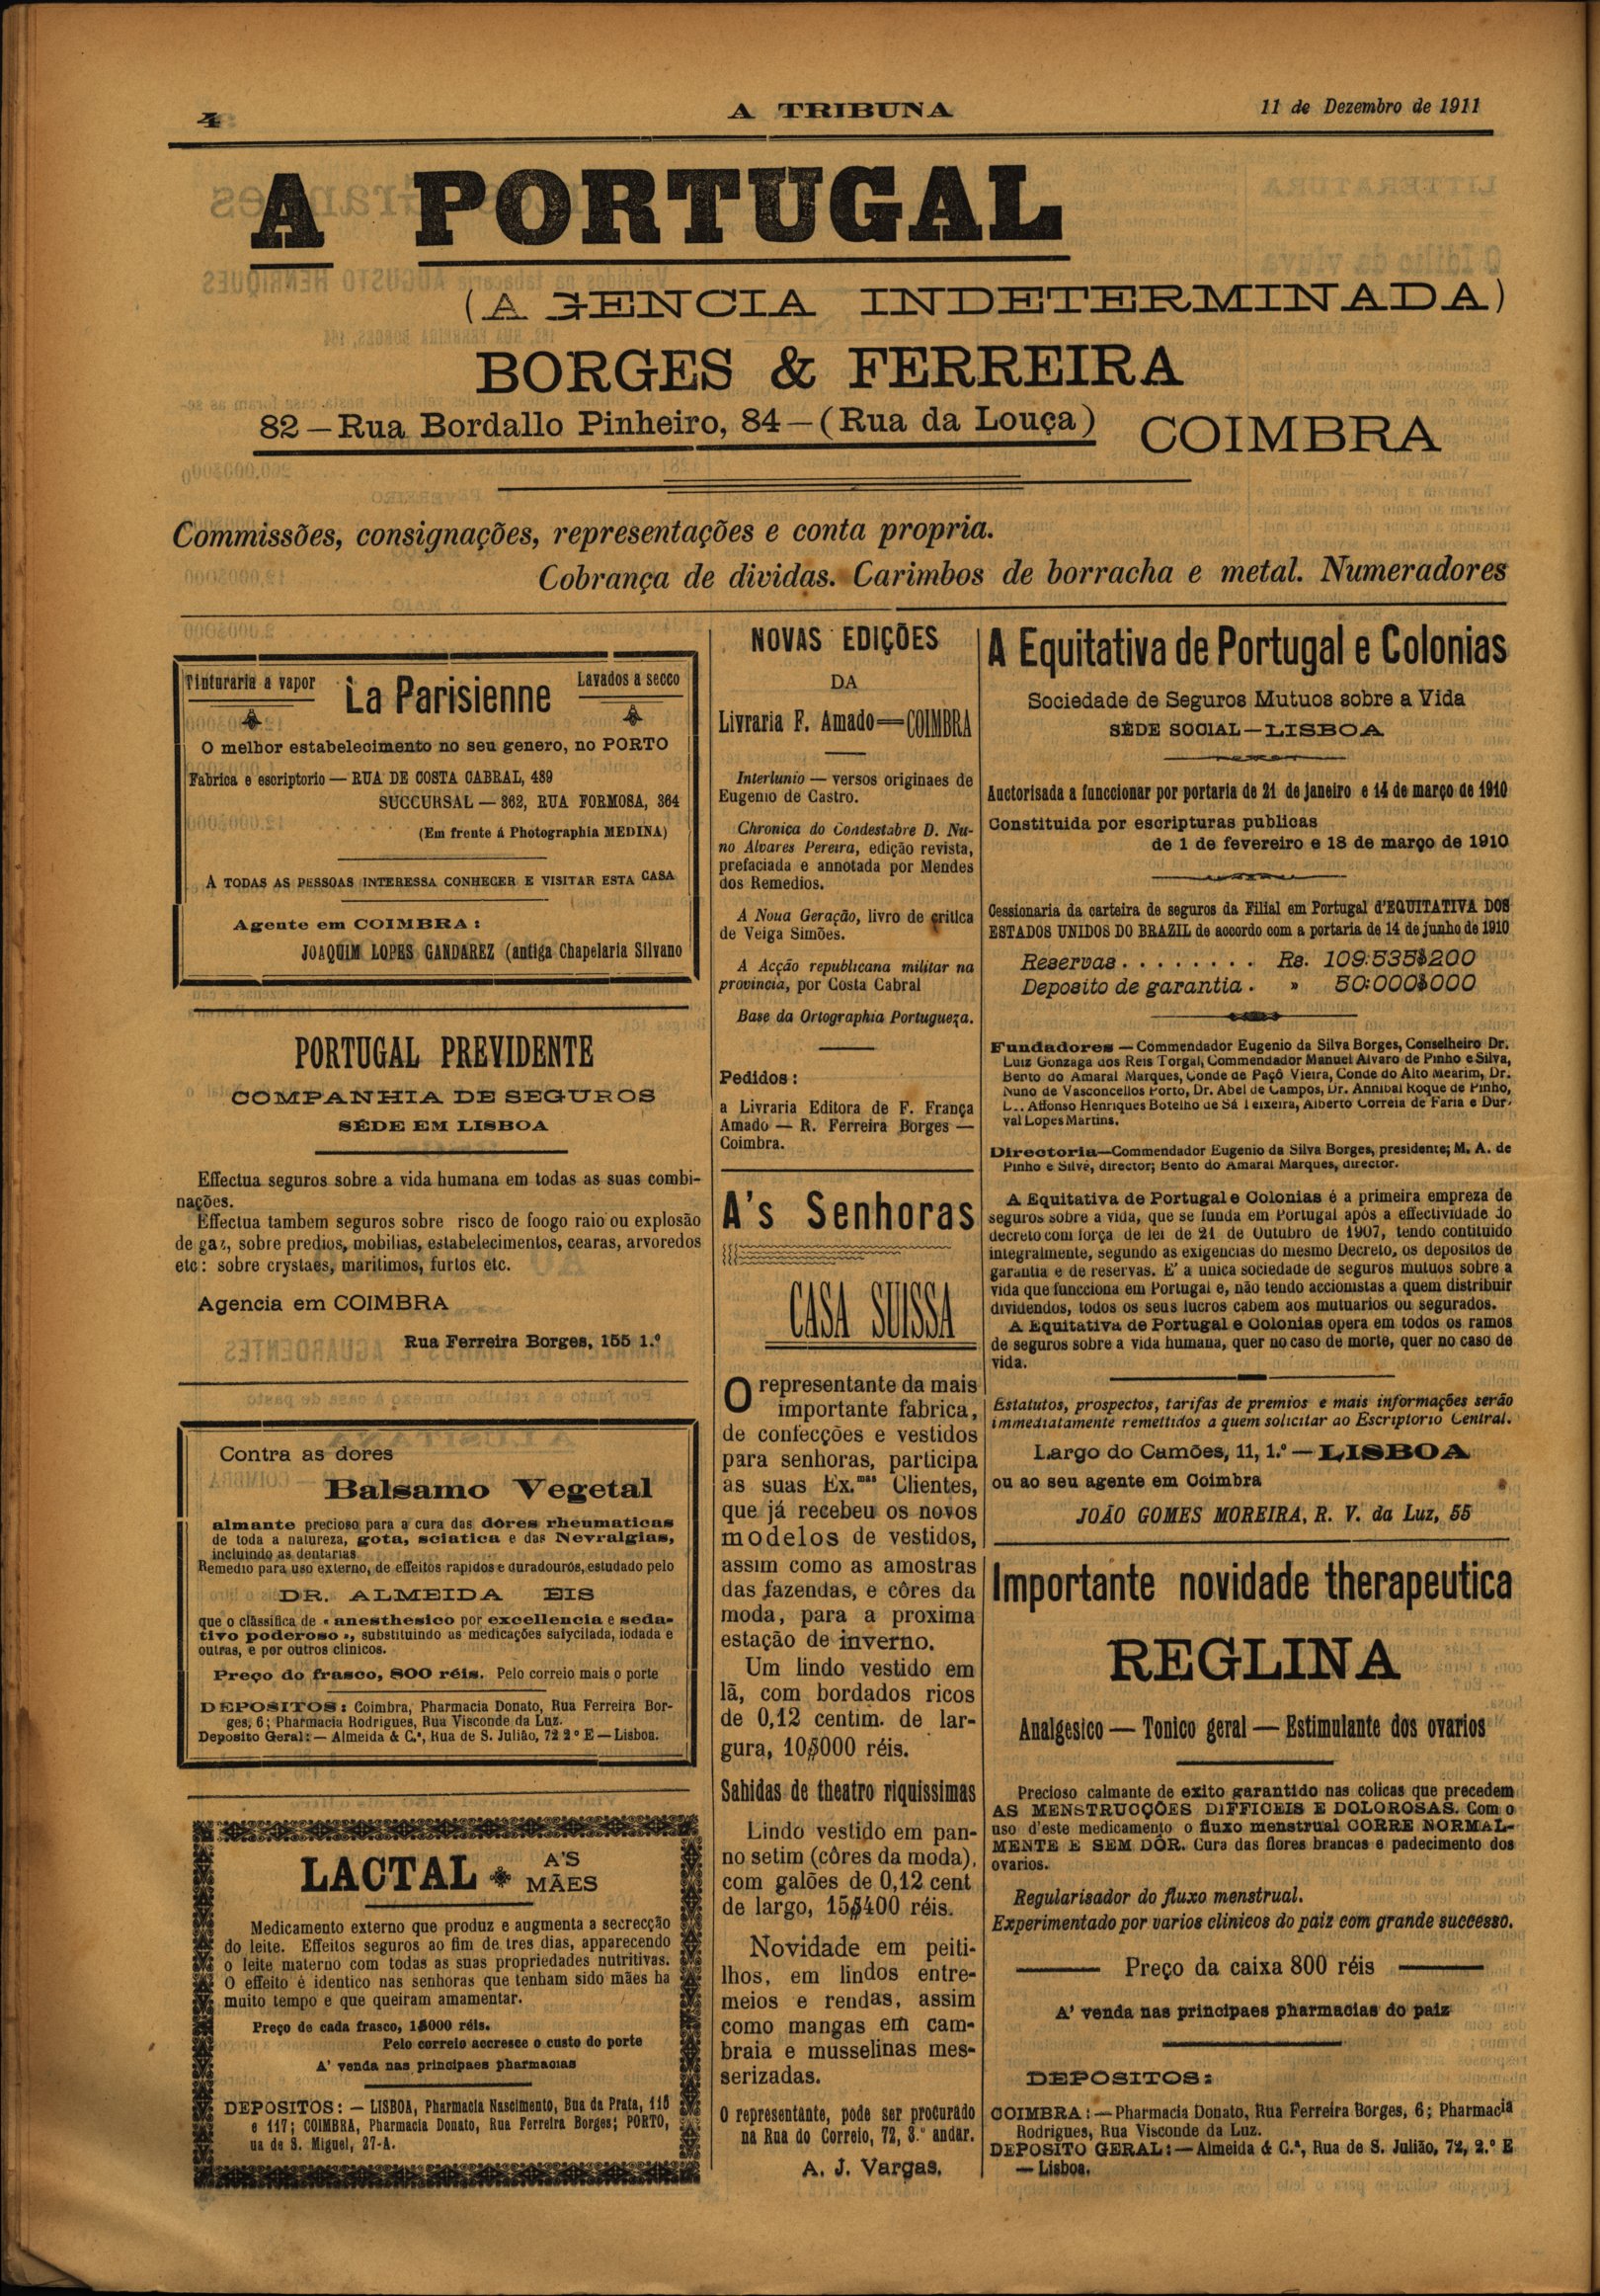 4
A TRIBUNA
11 de Dezembro de 1911
A PORTUGAL
(AGENCIA INDETERMINADA)
BORGES & FERREIRA
82 — Rua Bordallo Pinheiro, 84 — (Rua da Louça) COIMBRA
Commissões, consignações, representações e conta propria.
Cobrança de dividas. Carimbos de borracha e metal. Numeradores
Tinturaria a vapor
La Parisienne
Lavados a secco
O melhor estabelecimento no seu genero, no PORTO
Fabrica e escriptorio — RUA DE COSTA CABRAL, 489
SUCCURSAL — 362, RUA FORMOSA, 364
(Em frente á Photographia MEDINA)
A TODAS AS PESSOAS INTERESSA CONHECER E VISITAR ESTA CASA
Agente em COIMBRA:
JOAQUIM LOPES GANDAREZ (antiga Chapelaria Silvano
PORTUGAL PREVIDENTE
COMPANHIA DE SEGUROS
SÉDE EM LISBOA
Effectua seguros sobre a vida humana em todas as suas combi-
nações.
Effectua tambem seguros sobre risco de foogo raio ou explosão
de gaz, sobre predios, mobilias, estabelecimentos, cearas, arvoredos
etc: sobre crystaes, maritimos, furtos etc.
Agencia em COIMBRA
Rua Ferreira Borges, 155 1.º
Contra as dores
Balsamo Vegetal
almante precioso para a cura das dôres rheumaticas
de toda a natureza, gota, sciatica e das Nevralgias,
incluindo as dentarias
Remedio para uso externo, de effeitos rapidos e duradouros, estudado pelo
DR. ALMEIDA EIS
que o classifica de « anesthesico por excellencia e seda-
tivo poderoso », substituindo as medicações salycilada, iodada e
outras, e por outros clinicos.
Preço do frasco, 800 réis. Pelo correio mais o porte
DEPOSITOS: Coimbra, Pharmacia Donato, Rua Ferreira Bor-
ges, 6; Pharmacia Rodrigues, Rua Visconde da Luz.
Deposito Geral:— Almeida & C.ª, Rua de S. Julião, 72 2º E — Lisboa.
LACTAL
A'S
MÃES
Medicamento externo que produz e augmenta a secrecção
do leite. Effeitos seguros ao fim de tres dias, apparecendo
o leite materno com todas as suas propriedades nutritivas.
O effeito é identico nas senhoras que tenham sido mães ha
muito tempo e que queiram amamentar.
Preço de cada frasco, 1$000 réis.
Pelo correio accresce o custo do porte
A' venda nas principaes pharmacias
DEPOSITOS: — LISBOA, Pharmacia Nascimento, Bua da Prata, 115
e 117; COIMBRA, Pharmacia Donato, Rua Ferreira Borges; PORTO,
ua de S. Miguel, 27-A.
NOVAS EDIÇÕES
DA
Livraria F. Amado — COIMBRA
Interlunio — versos originaes de
Eugenio de Castro.
Chronica do Condestabre D. Nu-
no Alvares Pereira, edição revista,
prefaciada e annotada por Mendes
dos Remedios.
A Noua Geração, livro de critica
de Veiga Simões.
A Acção republicana militar na
provincia, por Costa Cabral
Base da Ortographia Portugueza.
Pedidos:
a Livraria Editora de F. França
Amado — R. Ferreira Borges —
Coimbra.
A's Senhoras
CASA SUISSA
O representante da mais
importante fabrica,
de confecções e vestidos
para senhoras, participa
as suas Ex.mas Clientes,
que já recebeu os novos
modelos de vestidos,
assim como as amostras
das fazendas, e côres da
moda, para a proxima
estação de inverno.
Um lindo vestido em
lã, com bordados ricos
de 0,12 centim. de lar-
gura, 10$000 réis.
Sahidas de theatro riquissimas
Lindo vestido em pan-
no setim (côres da moda),
com galões de 0,12 cent
de largo, 15$400 réis.
Novidade em peiti-
lhos, em lindos entre-
meios e rendas, assim
como mangas em cam-
braia e musselinas mes-
serizadas.
O representante, pode ser procurado
na Rua do Correio, 72, 3.º andar.
A. J. Vargas.
A Equitativa de Portugal e Colonias
Sociedade de Seguros Mutuos sobre a Vida
SÉDE SOCIAL — LISBOA
Auctorisada a funccionar por portaria de 21 de janeiro e 14 de março de 1910
Constituida por escripturas publicas
de 1 de fevereiro e 18 de março de 1910
Cessionaria da carteira de seguros da Filial em Portugal d'EQUITATIVA DOS
ESTADOS UNIDOS DO BRAZIL de accordo com a portaria de 14 de junho de 1910
Reservas . . . . . . . . Rs. 109:535$200
Deposito de garantia . » 50:000$000
Fundadores — Commendador Eugenio da Silva Borges, Conselheiro Dr.
Luiz Gonzaga dos Reis Torgal, Commendador Manuel Alvaro de Pinho e Silva,
Bento do Amaral Marques, Conde de Paçô Vieira, Conde do Alto Mearim, Dr.
Nuno de Vasconcellos Porto, Dr. Abel de Campos, Dr. Annibal Roque de Pinho,
Affonso Henriques Botelho de Sá Teixeira, Alberto Correia de Faria e Dur-
val Lopes Martins.
Directoria—Commendador Eugenio da Silva Borges, presidente; M. A. de
Pinho e Silve, director; Bento do Amaral Marques, director.
A Equitativa de Portugal e Colonias é a primeira empreza de
seguros sobre a vida, que se funda em Portugal após a effectividade do
decreto com força de lei de 21 de Outubro de 1907, tendo contituido
integralmente, segundo as exigencias do mesmo Decreto, os depositos de
garantia e de reservas. E' a unica sociedade de seguros mutuos sobre a
vida que funcciona em Portugal e, não tendo accionistas a quem distribuir
dividendos, todos os seus lucros cabem aos mutuarios ou segurados.
A Equitativa de Portugal e Colonias opera em todos os ramos
de seguros sobre a vida humana, quer no caso de morte, quer no caso de
vida.
Estatutos, prospectos, tarifas de premios e mais informações serão
immediatamente remettidos a quem solicitar ao Escriptorio Central.
Largo do Camões, 11, 1.º — LISBOA
ou ao seu agente em Coimbra
JOÃO GOMES MOREIRA, R. V. da Luz, 55
Importante novidade therapeutica
REGLINA
Analgesico — Tonico geral — Estimulante dos ovarios
Precioso calmante de exito garantido nas colicas que precedem
AS MENSTRUCÇÕES DIFFICEIS E DOLOROSAS. Com o
uso d'este medicamento o fluxo menstrual CORRE NORMAL-
MENTE E SEM DÔR. Cura das flores brancas e padecimento dos
ovarios.
Regularisador do fluxo menstrual.
Experimentado por varios clinicos do paiz com grande successo.
Preço da caixa 800 réis
A' venda nas principaes pharmacias do paiz
DEPOSITOS:
COIMBRA: — Pharmacia Donato, Rua Ferreira Borges, 6; Pharmacia
Rodrigues, Rua Visconde da Luz.
DEPOSITO GERAL: — Almeida & C.ª, Rua de S. Julião, 72, 2.º E
— Lisboa.